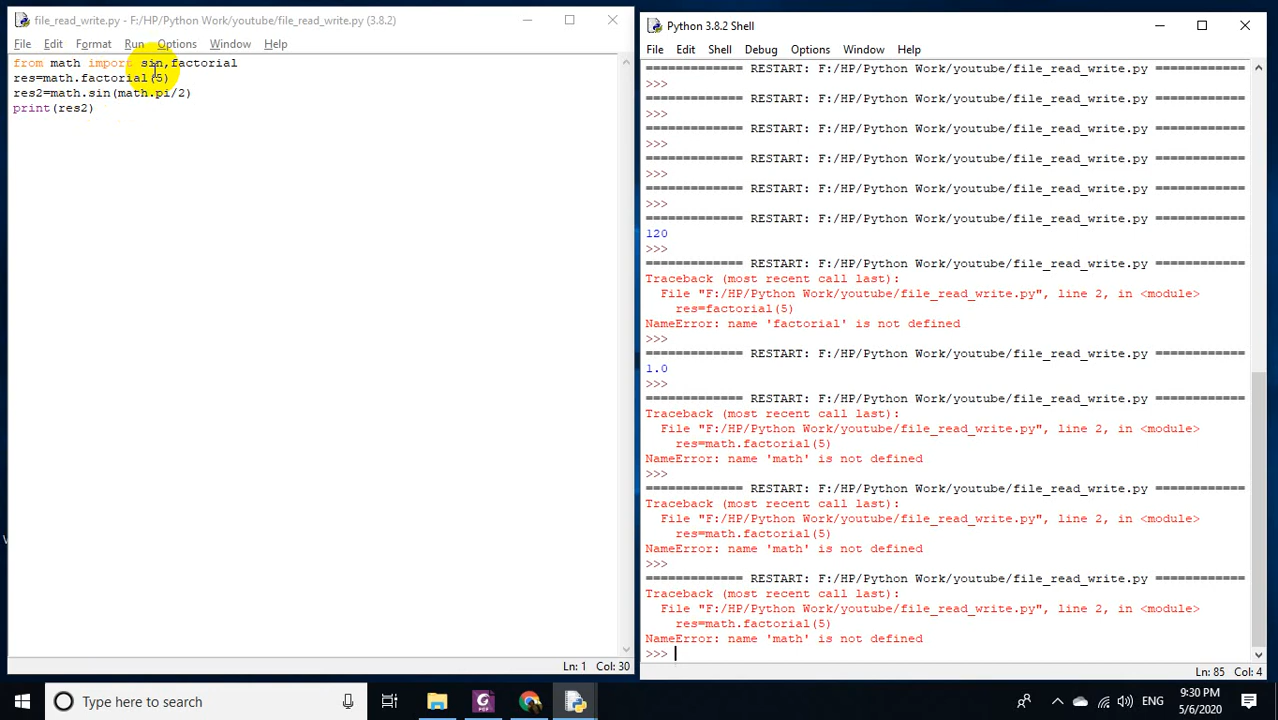 file_read_write.py - F:/HP/Python Work/youtube/file_read_write.py (3.8.2)
File Edit Format Run Options Window Help
from math import sin,factorial
res=math.factorial(5)
res2=math.sin(math.pi/2)
print(res2)
Ln: 1 Col: 30
Python 3.8.2 Shell
File Edit Shell Debug Options Window Help
============= RESTART: F:/HP/Python Work/youtube/file_read_write.py ============
>>>
============= RESTART: F:/HP/Python Work/youtube/file_read_write.py ============
>>>
============= RESTART: F:/HP/Python Work/youtube/file_read_write.py ============
>>>
============= RESTART: F:/HP/Python Work/youtube/file_read_write.py ============
>>>
============= RESTART: F:/HP/Python Work/youtube/file_read_write.py ============
>>>
============= RESTART: F:/HP/Python Work/youtube/file_read_write.py ============
120
>>>
============= RESTART: F:/HP/Python Work/youtube/file_read_write.py ============
Traceback (most recent call last):
  File "F:/HP/Python Work/youtube/file_read_write.py", line 2, in <module>
    res=factorial(5)
NameError: name 'factorial' is not defined
>>>
============= RESTART: F:/HP/Python Work/youtube/file_read_write.py ============
1.0
>>>
============= RESTART: F:/HP/Python Work/youtube/file_read_write.py ============
Traceback (most recent call last):
  File "F:/HP/Python Work/youtube/file_read_write.py", line 2, in <module>
    res=math.factorial(5)
NameError: name 'math' is not defined
>>>
============= RESTART: F:/HP/Python Work/youtube/file_read_write.py ============
Traceback (most recent call last):
  File "F:/HP/Python Work/youtube/file_read_write.py", line 2, in <module>
    res=math.factorial(5)
NameError: name 'math' is not defined
>>>
============= RESTART: F:/HP/Python Work/youtube/file_read_write.py ============
Traceback (most recent call last):
  File "F:/HP/Python Work/youtube/file_read_write.py", line 2, in <module>
    res=math.factorial(5)
NameError: name 'math' is not defined
>>>
Ln: 85 Col: 4
Type here to search
ENG
9:30 PM
5/6/2020